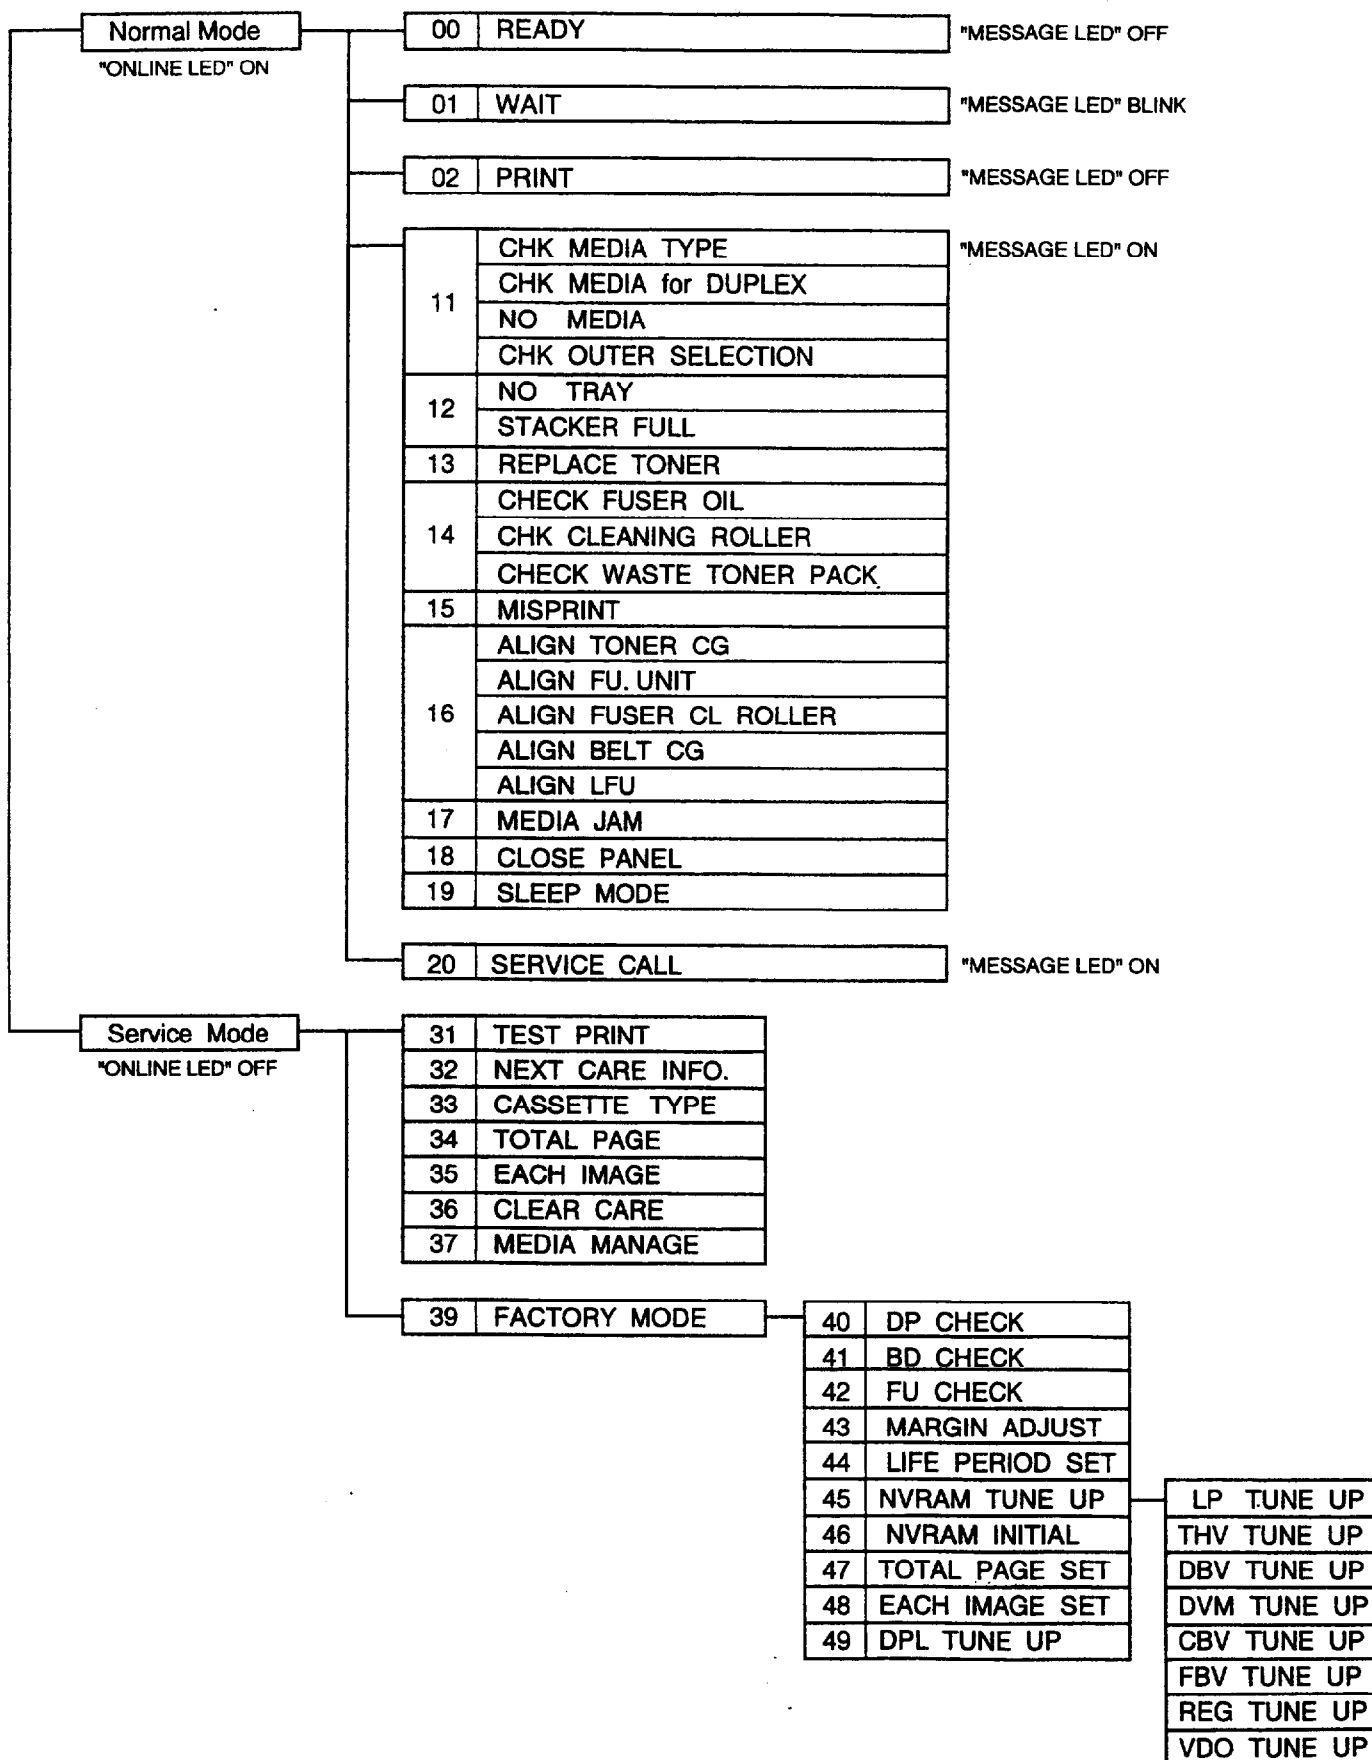 Normal Mode
"ONLINE LED" ON
00 READY "MESSAGE LED" OFF
01 WAIT "MESSAGE LED" BLINK
02 PRINT "MESSAGE LED" OFF
11 CHK MEDIA TYPE "MESSAGE LED" ON
CHK MEDIA for DUPLEX
NO MEDIA
CHK OUTER SELECTION
12 NO TRAY
STACKER FULL
13 REPLACE TONER
14 CHECK FUSER OIL
CHK CLEANING ROLLER
CHECK WASTE TONER PACK
15 MISPRINT
16 ALIGN TONER CG
ALIGN FU. UNIT
ALIGN FUSER CL ROLLER
ALIGN BELT CG
ALIGN LFU
17 MEDIA JAM
18 CLOSE PANEL
19 SLEEP MODE
20 SERVICE CALL "MESSAGE LED" ON
Service Mode
"ONLINE LED" OFF
31 TEST PRINT
32 NEXT CARE INFO.
33 CASSETTE TYPE
34 TOTAL PAGE
35 EACH IMAGE
36 CLEAR CARE
37 MEDIA MANAGE
39 FACTORY MODE
40 DP CHECK
41 BD CHECK
42 FU CHECK
43 MARGIN ADJUST
44 LIFE PERIOD SET
45 NVRAM TUNE UP
46 NVRAM INITIAL
47 TOTAL PAGE SET
48 EACH IMAGE SET
49 DPL TUNE UP
LP TUNE UP
THV TUNE UP
DBV TUNE UP
DVM TUNE UP
CBV TUNE UP
FBV TUNE UP
REG TUNE UP
VDO TUNE UP